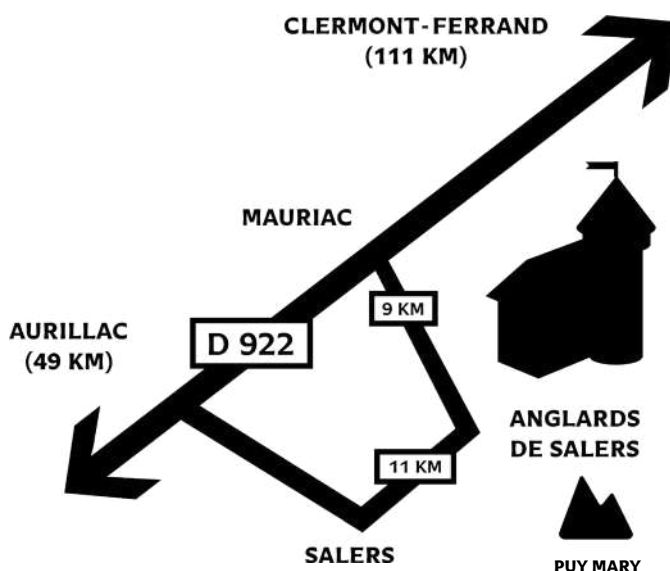 CLERMONT-FERRAND
(111 KM)
MAURIAC
9 KM
AURILLAC
(49 KM)
D 922
ANGLARDS
DE SALERS
11 KM
SALERS
PUY MARY